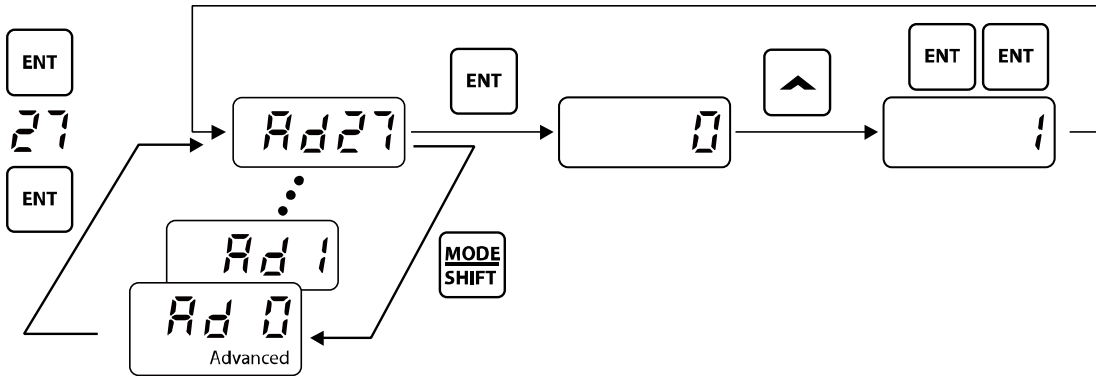 ENT
27
ENT
Ad27
ENT
0
ENT ENT
1
Ad 1
Ad 0
Advanced
MODE
SHIFT